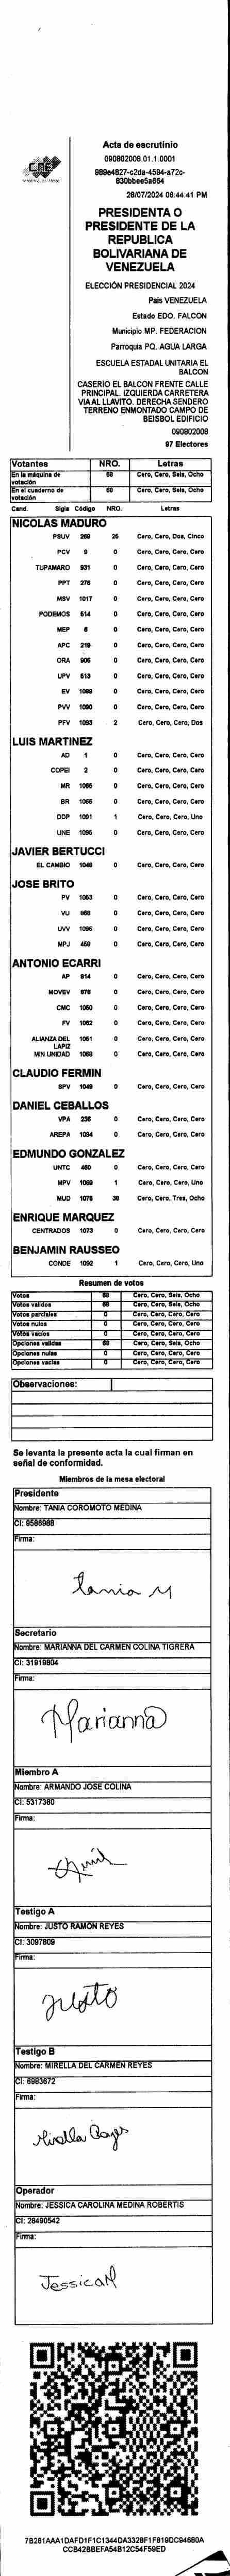 CNE
Acta de escrutinio
090802008.01.1.0001
989e4827-c2da-4594-a72c-
830bbee5a664
28/07/2024 08:44:41 PM
PRESIDENTA O
PRESIDENTE DE LA
REPUBLICA
BOLIVARIANA DE
VENEZUELA
ELECCIÓN PRESIDENCIAL 2024
Pais VENEZUELA
Estado EDO. FALCON
Municipio MP. FEDERACION
Parroquia PQ. AGUA LARGA
ESCUELA ESTADAL UNITARIA EL
BALCON
CASERIO EL BALCON FRENTE CALLE
PRINCIPAL. IZQUIERDA CARRETERA
VIA AL LLAVITO. DERECHA SENDERO
TERRENO ENMONTADO CAMPO DE
BEISBOL EDIFICIO
090802008
97 Electores
Votantes NRO. Letras
En la máquina de votación 68 Cero, Cero, Seis, Ocho
En el cuaderno de votación 68 Cero, Cero, Seis, Ocho
Cand. Sigla Código NRO. Letras
NICOLAS MADURO
PSUV 269 25 Cero, Cero, Dos, Cinco
PCV 9 0 Cero, Cero, Cero, Cero
TUPAMARO 931 0 Cero, Cero, Cero, Cero
PPT 276 0 Cero, Cero, Cero, Cero
MSV 1017 0 Cero, Cero, Cero, Cero
PODEMOS 514 0 Cero, Cero, Cero, Cero
MEP 6 0 Cero, Cero, Cero, Cero
APC 219 0 Cero, Cero, Cero, Cero
ORA 906 0 Cero, Cero, Cero, Cero
UPV 513 0 Cero, Cero, Cero, Cero
EV 1089 0 Cero, Cero, Cero, Cero
PVV 1090 0 Cero, Cero, Cero, Cero
PFV 1093 2 Cero, Cero, Cero, Dos
LUIS MARTINEZ
AD 1 0 Cero, Cero, Cero, Cero
COPEI 2 0 Cero, Cero, Cero, Cero
MR 0 Cero, Cero, Cero, Cero
BR 1066 0 Cero, Cero, Cero, Cero
DDP 1091 1 Cero, Cero, Cero, Uno
UNE 0 Cero, Cero, Cero, Cero
JAVIER BERTUCCI
EL CAMBIO 1046 0 Cero, Cero, Cero, Cero
JOSE BRITO
PV 1053 0 Cero, Cero, Cero, Cero
VU 868 0 Cero, Cero, Cero, Cero
UVV 0 Cero, Cero, Cero, Cero
MPJ 459 0 Cero, Cero, Cero, Cero
ANTONIO ECARRI
AP 914 0 Cero, Cero, Cero, Cero
MOVEV 878 0 Cero, Cero, Cero, Cero
CMC 1050 0 Cero, Cero, Cero, Cero
FV 1062 0 Cero, Cero, Cero, Cero
ALIANZA DEL LAPIZ 1061 0 Cero, Cero, Cero, Cero
MIN UNIDAD 1068 0 Cero, Cero, Cero, Cero
CLAUDIO FERMIN
SPV 1049 0 Cero, Cero, Cero, Cero
DANIEL CEBALLOS
VPA 236 0 Cero, Cero, Cero, Cero
AREPA 1094 0 Cero, Cero, Cero, Cero
EDMUNDO GONZALEZ
UNTC 460 0 Cero, Cero, Cero, Cero
MPV 1069 1 Cero, Cero, Cero, Uno
MUD 1075 38 Cero, Cero, Tres, Ocho
ENRIQUE MARQUEZ
CENTRADOS 1073 0 Cero, Cero, Cero, Cero
BENJAMIN RAUSSEO
CONDE 1092 1 Cero, Cero, Cero, Uno
Resumen de votos
Votos 68 Cero, Cero, Seis, Ocho
Votos validos 68 Cero, Cero, Seis, Ocho
Votos parciales 0 Cero, Cero, Cero, Cero
Votos nulos 0 Cero, Cero, Cero, Cero
Votos vacios 0 Cero, Cero, Cero, Cero
Opciones validas 68 Cero, Cero, Seis, Ocho
Opciones nulas 0 Cero, Cero, Cero, Cero
Opciones vacias 0 Cero, Cero, Cero, Cero
Observaciones:
Se levanta la presente acta la cual firman en
señal de conformidad.
Miembros de la mesa electoral
Presidente
Nombre: TANIA COROMOTO MEDINA
CI: 9586988
Firma:
Tania M
Secretario
Nombre: MARIANNA DEL CARMEN COLINA TIGRERA
CI: 31919804
Firma:
Marianna
Miembro A
Nombre: ARMANDO JOSE COLINA
CI: 5317380
Firma:
Testigo A
Nombre: JUSTO RAMON REYES
CI: 3097809
Firma:
Justo
Testigo B
Nombre: MIRELLA DEL CARMEN REYES
CI: 6983672
Firma:
Mirella Reyes
Operador
Nombre: JESSICA CAROLINA MEDINA ROBERTIS
CI: 28490542
Firma:
Jessica M
7B281AAA1DAFD1F1C1344DA3328F1F819DC94680A
CCB42BBEFA54B12C54F59ED